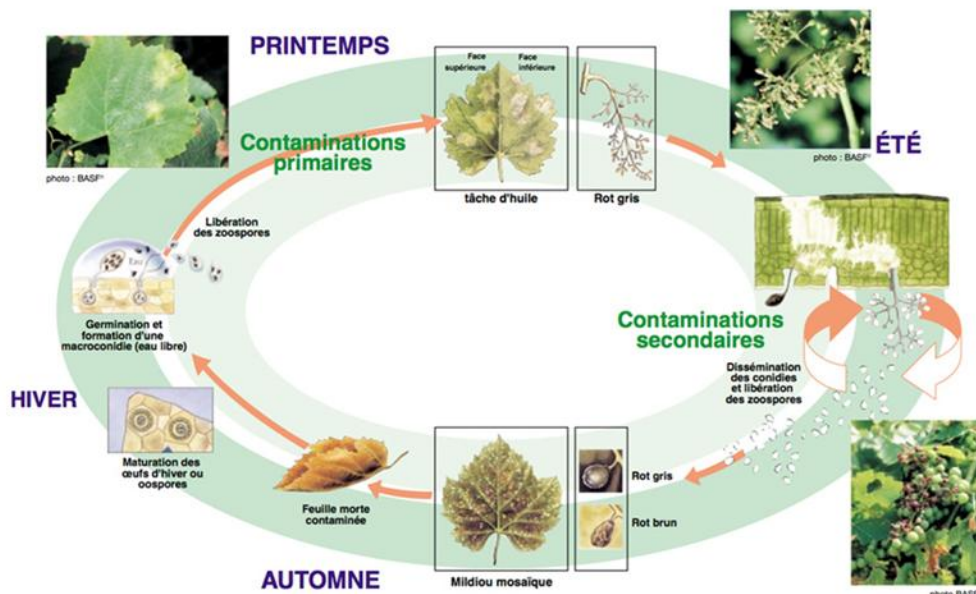 PRINTEMPS
Face
supérieure
Face
inférieure
photo : BASF
Contaminations
primaires
tâche d'huile
Rot gris
photo : BASF
ÉTÉ
Libération
des zoospores
Eau
Germination et
formation d'une
macroconidie (eau libre)
Contaminations
secondaires
Dissémination
des conidies et libération
des zoospores
HIVER
Maturation des
œufs d'hiver ou
oospores
Feuille morte
contaminée
Rot gris
Rot brun
Mildiou mosaïque
AUTOMNE
photo BASF